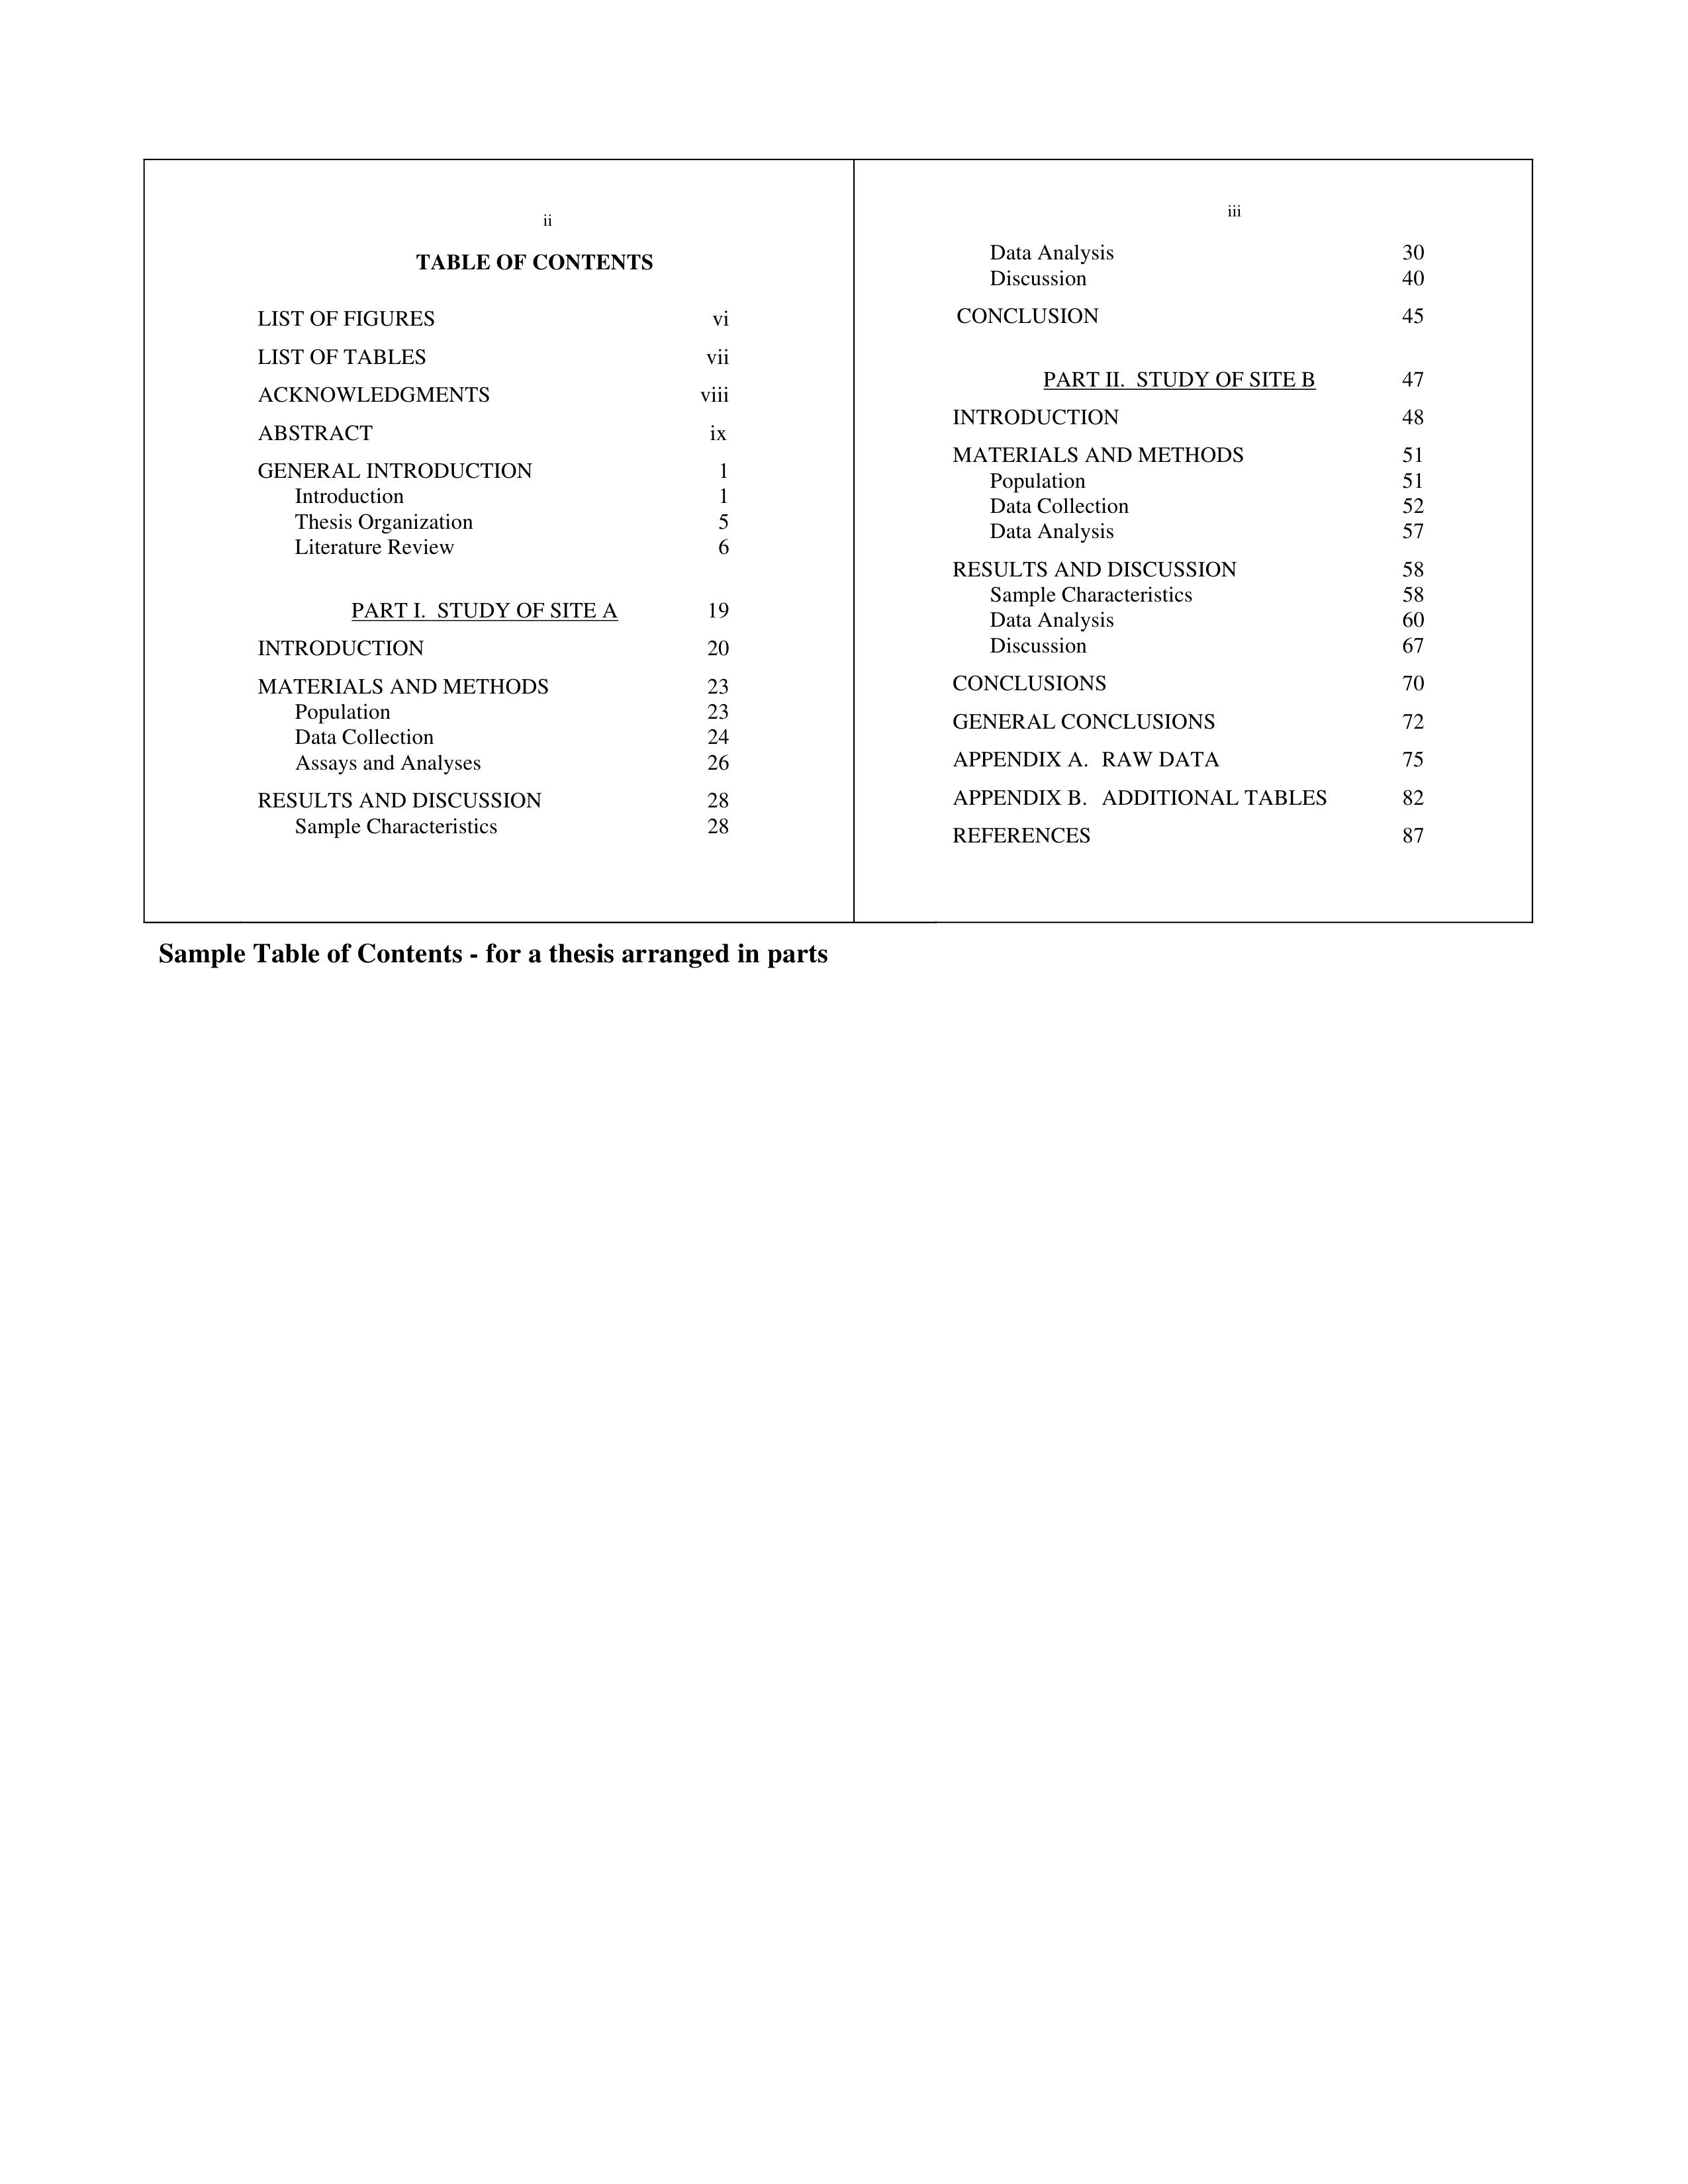 ii
TABLE OF CONTENTS
LIST OF FIGURES vi
LIST OF TABLES vii
ACKNOWLEDGMENTS viii
ABSTRACT ix
GENERAL INTRODUCTION 1
Introduction 1
Thesis Organization 5
Literature Review 6
PART I. STUDY OF SITE A 19
INTRODUCTION 20
MATERIALS AND METHODS 23
Population 23
Data Collection 24
Assays and Analyses 26
RESULTS AND DISCUSSION 28
Sample Characteristics 28
iii
Data Analysis 30
Discussion 40
CONCLUSION 45
PART II. STUDY OF SITE B 47
INTRODUCTION 48
MATERIALS AND METHODS 51
Population 51
Data Collection 52
Data Analysis 57
RESULTS AND DISCUSSION 58
Sample Characteristics 58
Data Analysis 60
Discussion 67
CONCLUSIONS 70
GENERAL CONCLUSIONS 72
APPENDIX A. RAW DATA 75
APPENDIX B. ADDITIONAL TABLES 82
REFERENCES 87
Sample Table of Contents - for a thesis arranged in parts